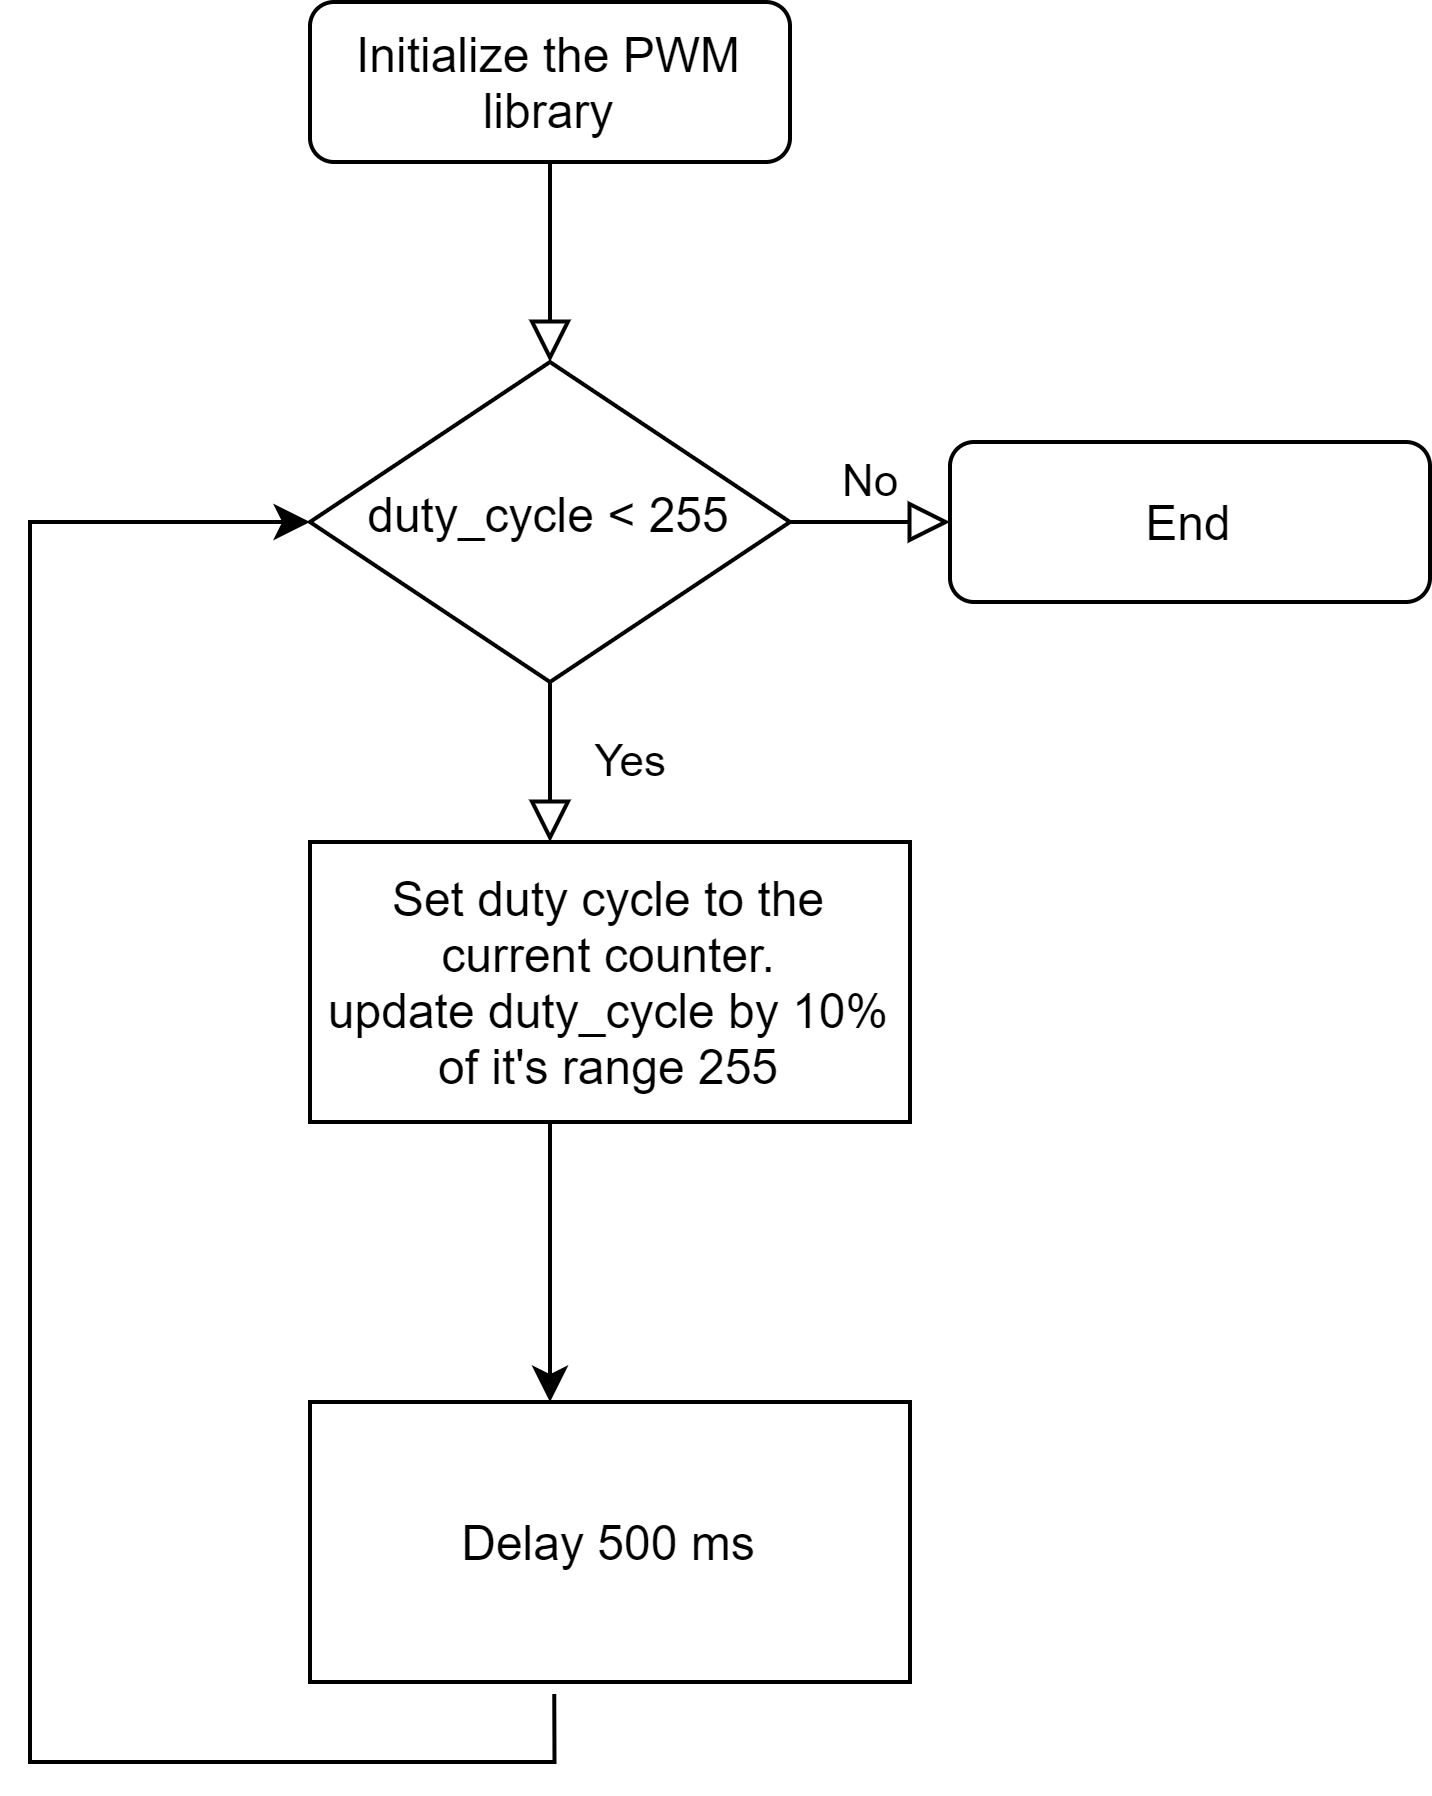 Initialize the PWM
library
duty_cycle < 255
No
End
Yes
Set duty cycle to the
current counter.
update duty_cycle by 10%
of it's range 255
Delay 500 ms